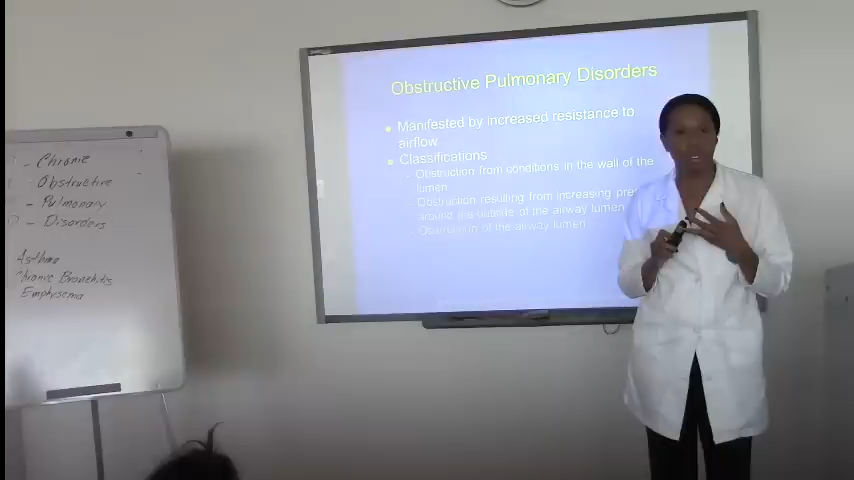 - Chronic
- Obstructive
- Pulmonary
D - Disorders
Asthma
Chronic Bronchitis
Emphysema
Obstructive Pulmonary Disorders
Manifested by increased resistance to
airflow
Classifications
- Obstruction from conditions in the wall of the
lumen
- Obstruction resulting from increasing
around the outside of the airway lumen
- Obstruction of the airway lumen